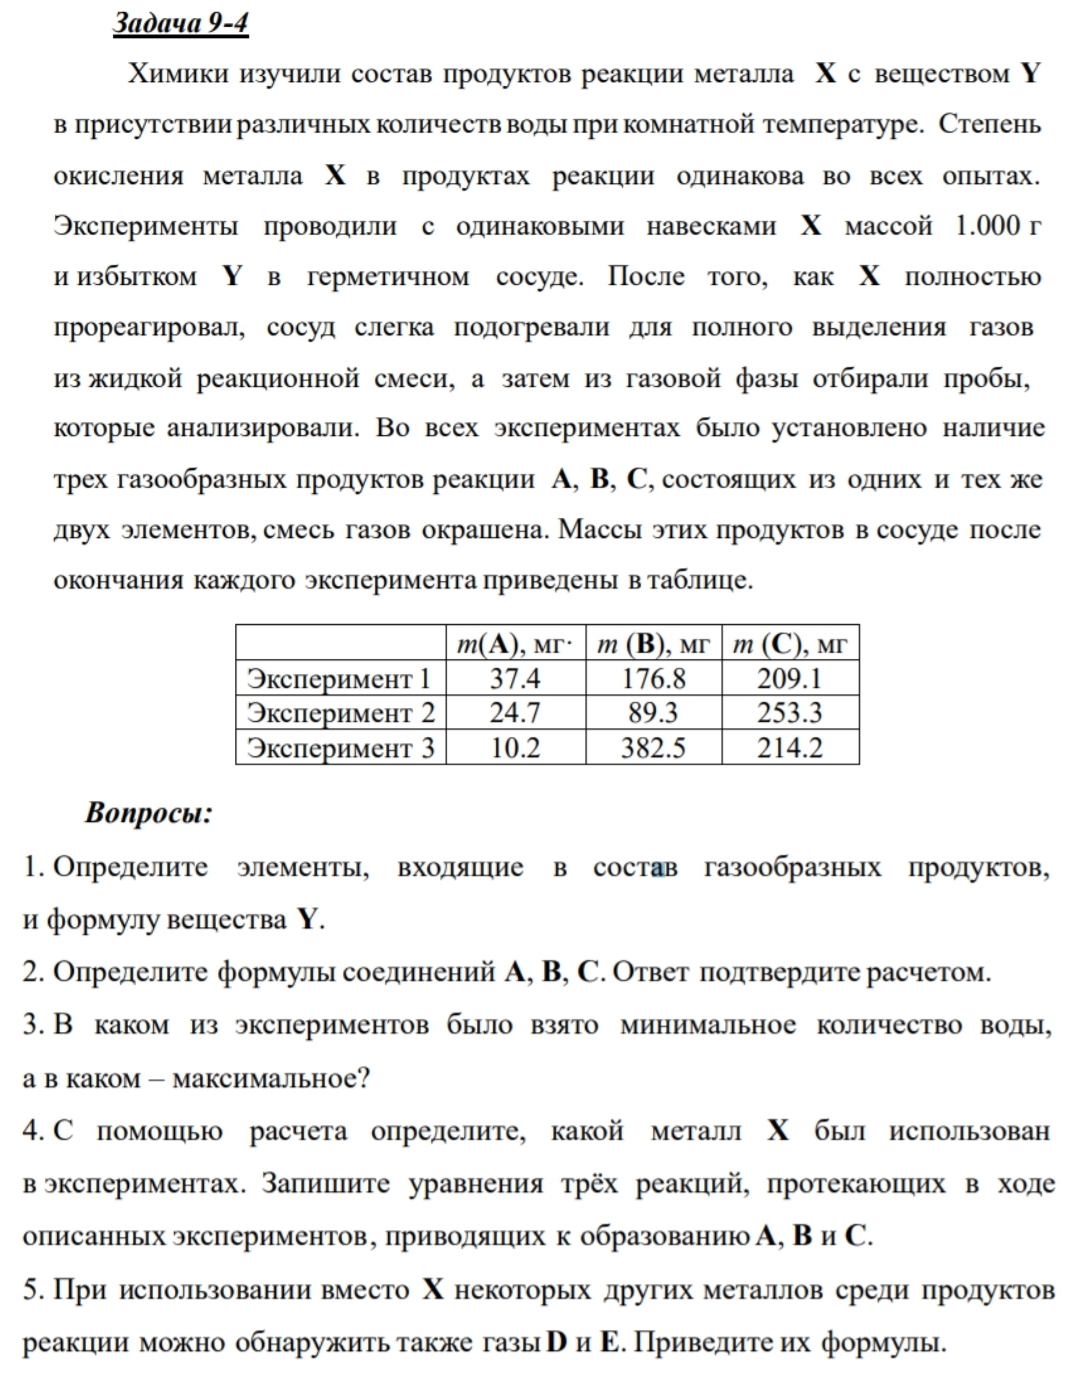 Задача 9-4
Химики изучили состав продуктов реакции металла X с веществом Y
в присутствии различных количеств воды при комнатной температуре. Степень
окисления металла X в продуктах реакции одинакова во всех опытах.
Эксперименты проводили с одинаковыми навесками X массой 1.000 г
и избытком Y в герметичном сосуде. После того, как X полностью
прореагировал, сосуд слегка подогревали для полного выделения газов
из жидкой реакционной смеси, а затем из газовой фазы отбирали пробы,
которые анализировали. Во всех экспериментах было установлено наличие
трех газообразных продуктов реакции A, B, C, состоящих из одних и тех же
двух элементов, смесь газов окрашена. Массы этих продуктов в сосуде после
окончания каждого эксперимента приведены в таблице.
m(A), мг· m (B), мг m (C), мг
Эксперимент 1 37.4 176.8 209.1
Эксперимент 2 24.7 89.3 253.3
Эксперимент 3 10.2 382.5 214.2
Вопросы:
1. Определите элементы, входящие в состав газообразных продуктов,
и формулу вещества Y.
2. Определите формулы соединений A, B, C. Ответ подтвердите расчетом.
3. В каком из экспериментов было взято минимальное количество воды,
а в каком – максимальное?
4. С помощью расчета определите, какой металл X был использован
в экспериментах. Запишите уравнения трёх реакций, протекающих в ходе
описанных экспериментов, приводящих к образованию A, B и C.
5. При использовании вместо X некоторых других металлов среди продуктов
реакции можно обнаружить также газы D и E. Приведите их формулы.